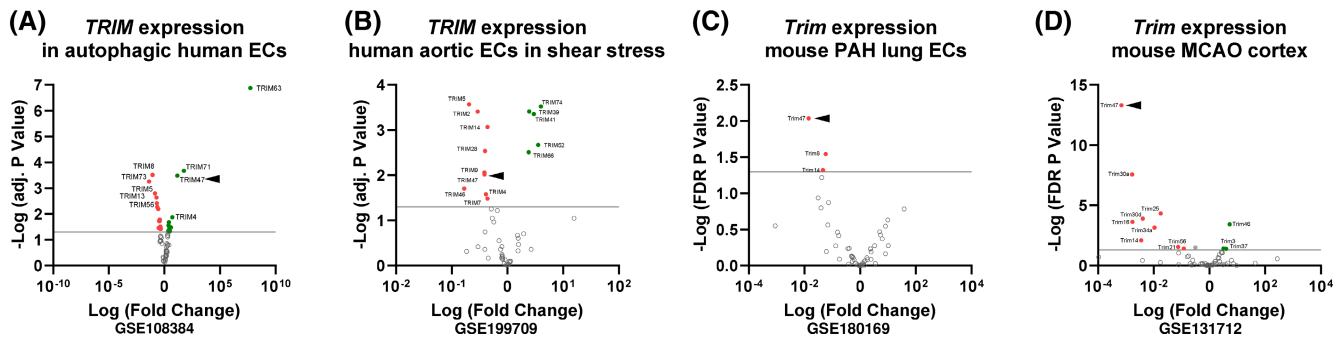 (A)
TRIM expression
in autophagic human ECs
-Log (adj. P Value)
7
6
5
4
3
2
1
0
TRIM63
TRIM8
TRIM71
TRIM73
TRIM47
TRIM5
TRIM13
TRIM56
TRIM4
10⁻¹⁰
10⁻⁵
0
10⁵
10¹⁰
Log (Fold Change)
GSE108384
(B)
TRIM expression
human aortic ECs in shear stress
-Log (adj. P Value)
4
3
2
1
0
TRIM5
TRIM74
TRIM2
TRIM39
TRIM41
TRIM14
TRIM28
TRIM52
TRIM66
TRIM9
TRIM47
TRIM46
TRIM4
TRIM7
10⁻²
10⁻¹
0
10¹
10²
Log (Fold Change)
GSE199709
(C)
Trim expression
mouse PAH lung ECs
-Log (FDR P Value)
2.5
2.0
1.5
1.0
0.5
0.0
Trim47
Trim9
Trim14
10⁻⁴
10⁻²
0
10²
10⁴
Log (Fold Change)
GSE180169
(D)
Trim expression
mouse MCAO cortex
-Log (FDR P Value)
15
10
5
0
Trim47
Trim30a
Trim25
Trim30d
Trim16
Trim34a
Trim46
Trim14
Trim56
Trim3
Trim21
Trim37
10⁻⁴
10⁻²
0
10²
10⁴
Log (Fold Change)
GSE131712